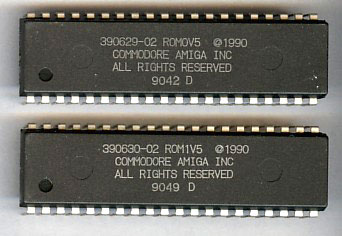 390629-02 ROM0V5 ©1990
COMMODORE AMIGA INC
ALL RIGHTS RESERVED
9042 D
390630-02 ROM1V5 ©1990
COMMODORE AMIGA INC
ALL RIGHTS RESERVED
9049 D